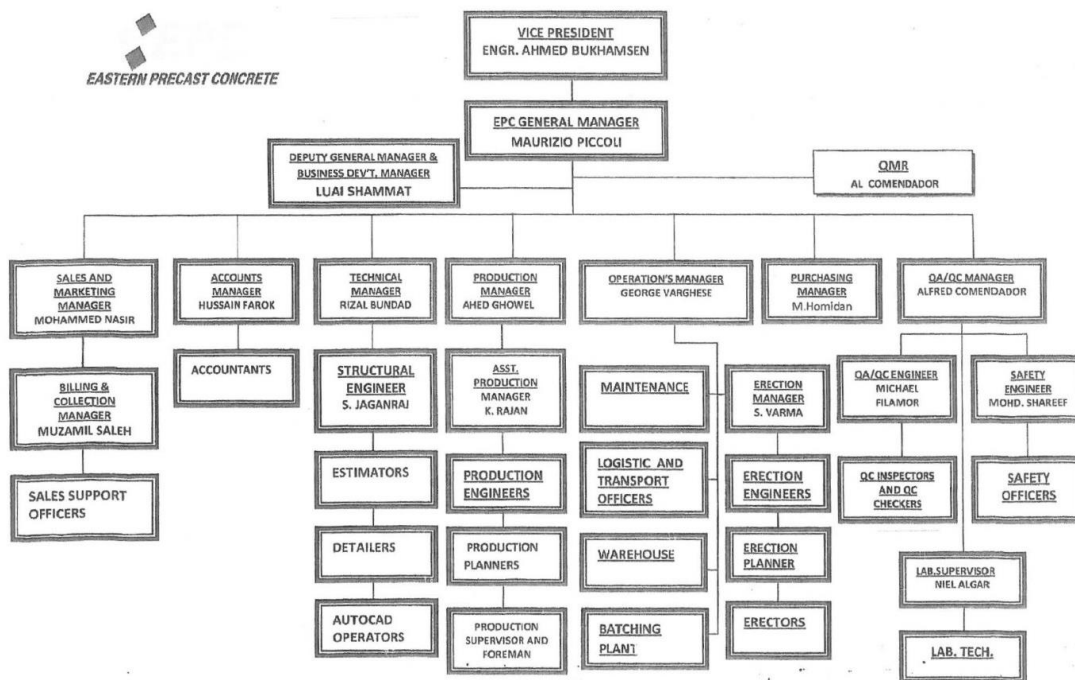 EASTERN PRECAST CONCRETE
VICE PRESIDENT
ENGR. AHMED BUKHAMSEN
EPC GENERAL MANAGER
MAURIZIO PICCOLI
DEPUTY GENERAL MANAGER &
BUSINESS DEV'T. MANAGER
LUAI SHAMMAT
QMR
AL COMENDADOR
SALES AND
MARKETING
MANAGER
MOHAMMED NASIR
ACCOUNTS
MANAGER
HUSSAIN FAROK
TECHNICAL
MANAGER
RIZAL BUNDAD
PRODUCTION
MANAGER
AHED GHOWEL
OPERATION'S MANAGER
GEORGE VARGHESE
PURCHASING
MANAGER
M.Homidan
QA/QC MANAGER
ALFRED COMENDADOR
BILLING &
COLLECTION
MANAGER
MUZAMIL SALEH
ACCOUNTANTS
STRUCTURAL
ENGINEER
S. JAGANRAJ
ASST.
PRODUCTION
MANAGER
K. RAJAN
MAINTENANCE
ERECTION
MANAGER
S. VARMA
QA/QC ENGINEER
MICHAEL
FILAMOR
SAFETY
ENGINEER
MOHD. SHAREEF
SALES SUPPORT
OFFICERS
ESTIMATORS
PRODUCTION
ENGINEERS
LOGISTIC AND
TRANSPORT
OFFICERS
ERECTION
ENGINEERS
QC INSPECTORS
AND QC
CHECKERS
SAFETY
OFFICERS
DETAILERS
PRODUCTION
PLANNERS
WAREHOUSE
ERECTION
PLANNER
LAB.SUPERVISOR
NIEL ALGAR
AUTOCAD
OPERATORS
PRODUCTION
SUPERVISOR AND
FOREMAN
BATCHING
PLANT
ERECTORS
LAB. TECH.